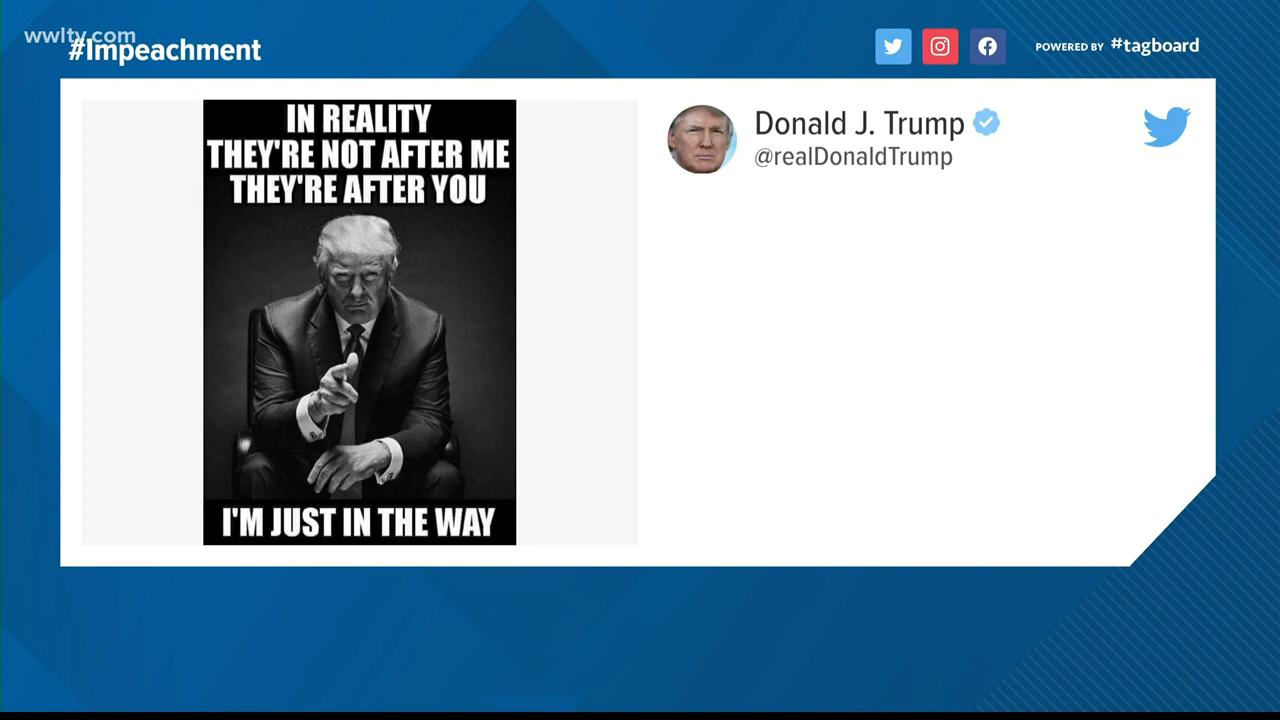 wwltv.com
#Impeachment
POWERED BY #tagboard
IN REALITY
THEY'RE NOT AFTER ME
THEY'RE AFTER YOU
I'M JUST IN THE WAY
Donald J. Trump
@realDonaldTrump